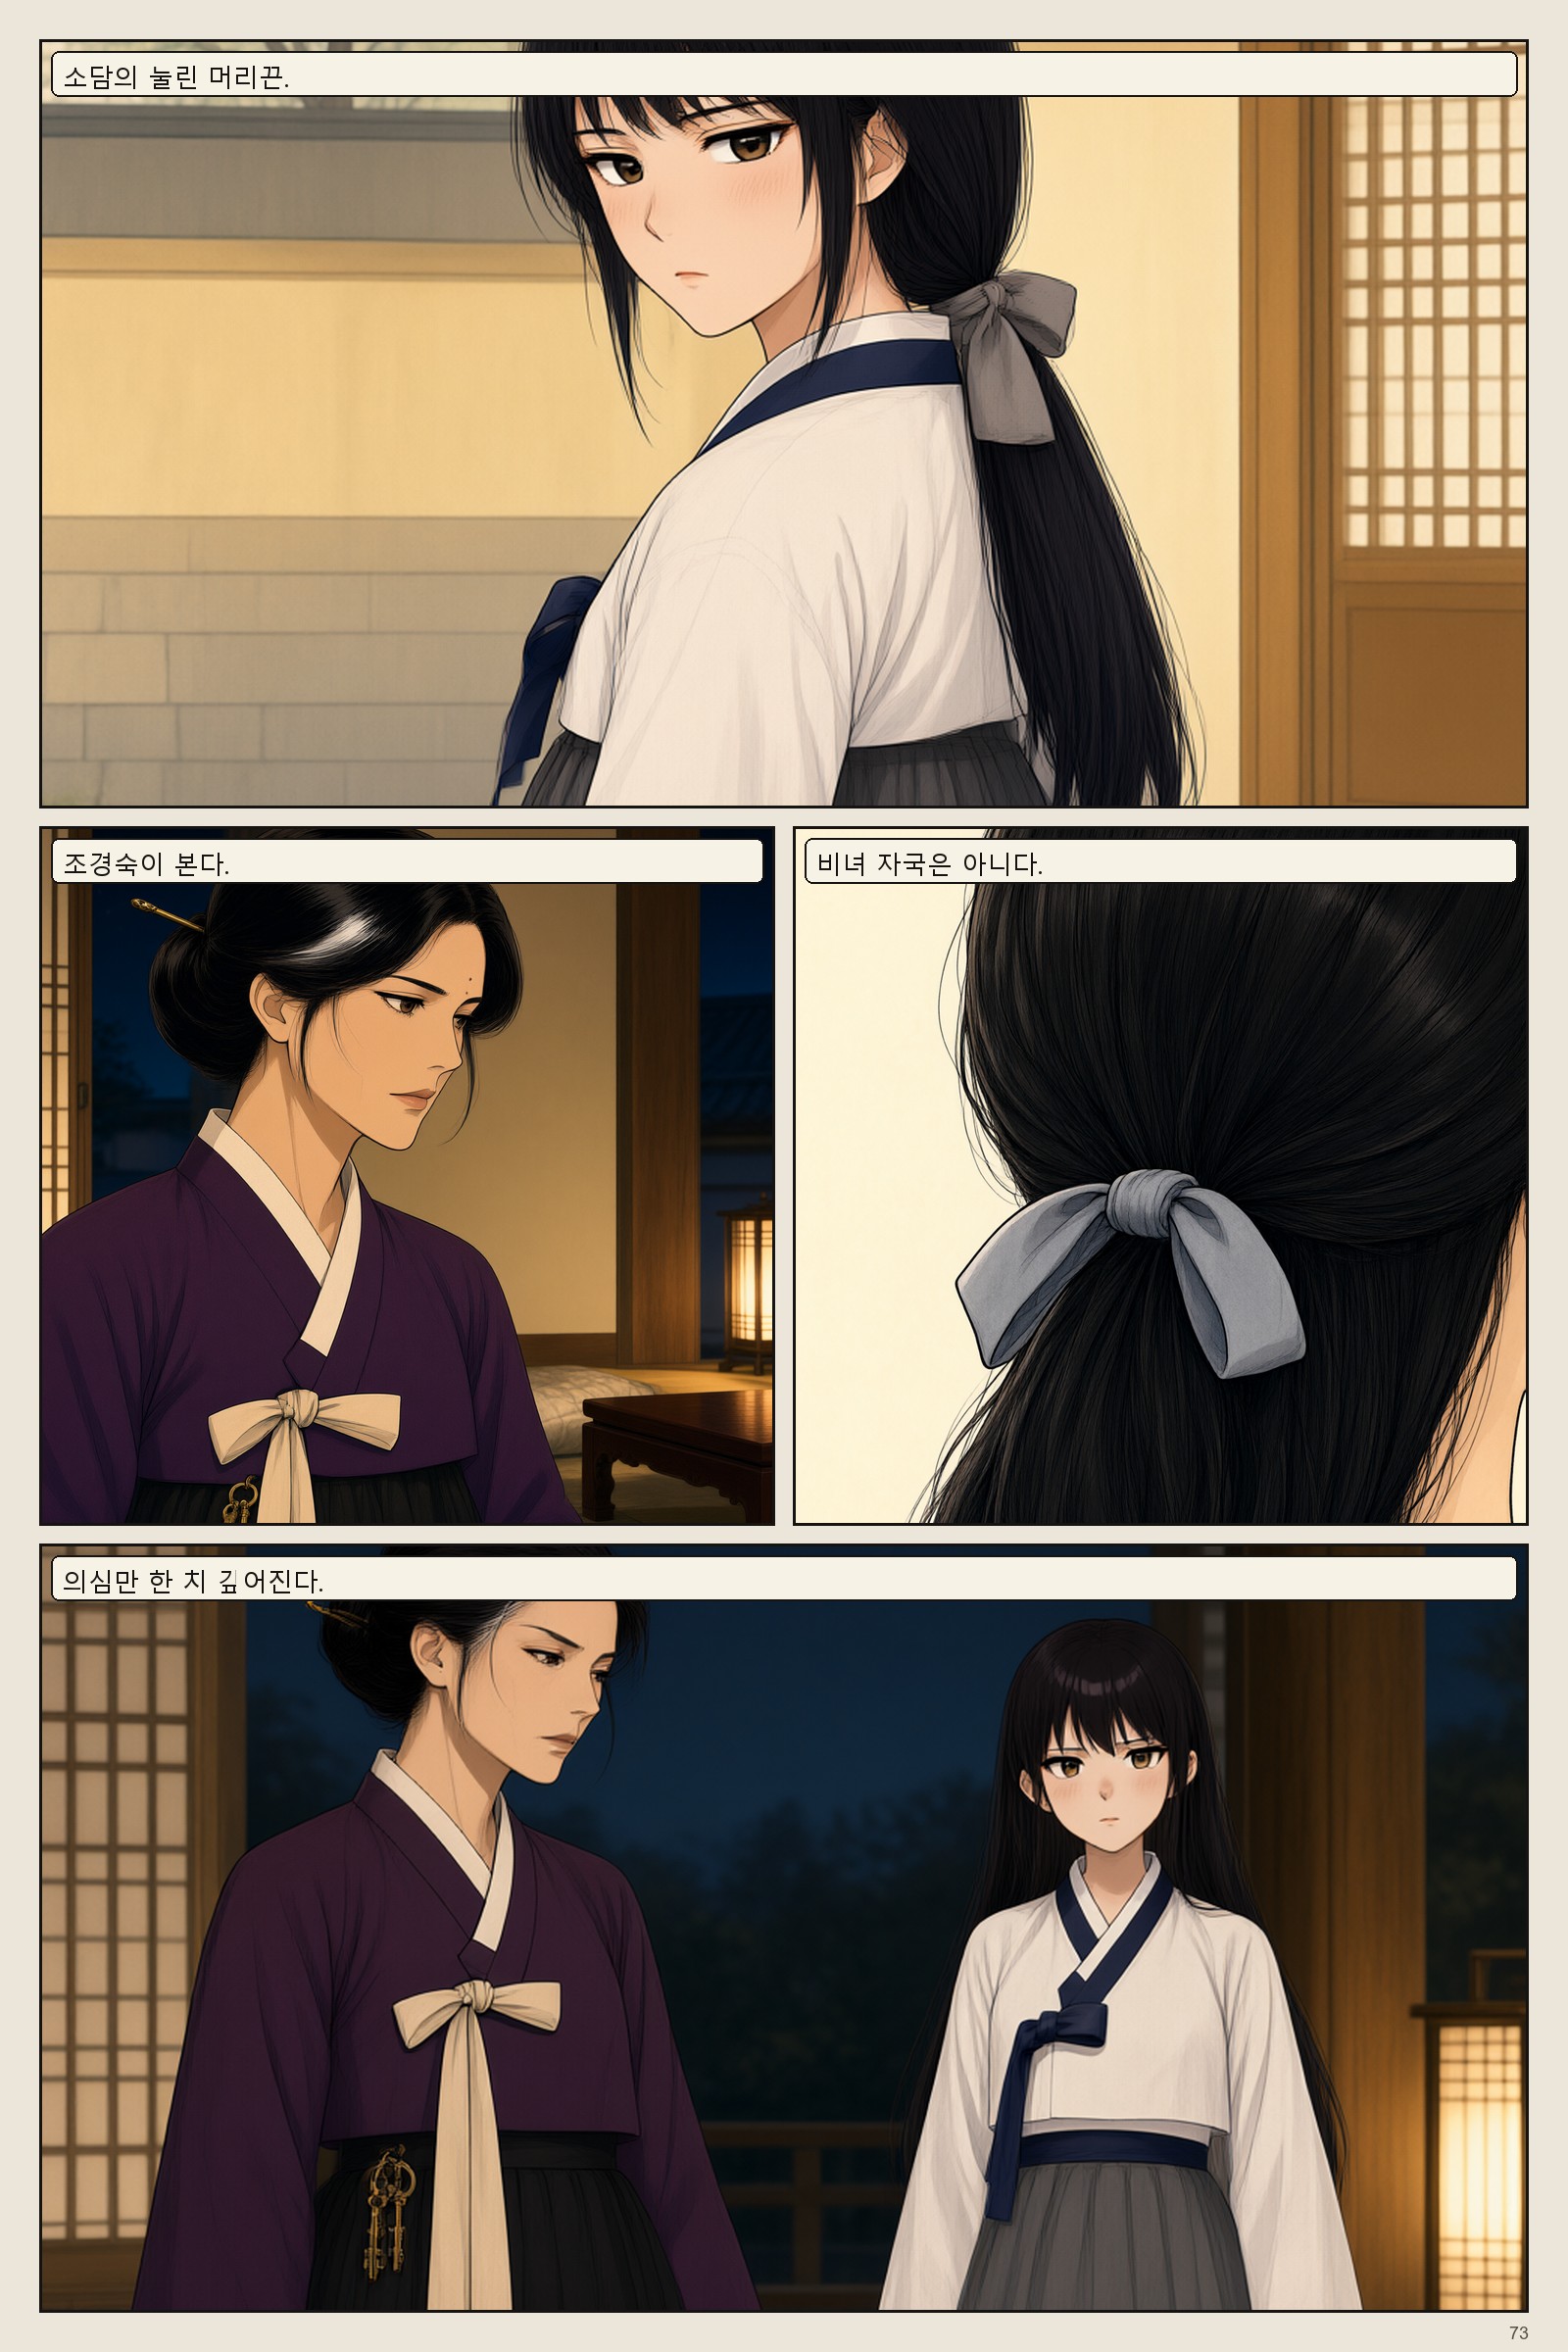 소담의 눌린 머리끈.
조경숙이 본다.
비녀 자국은 아니다.
의심만 한 치 깊어진다.
73